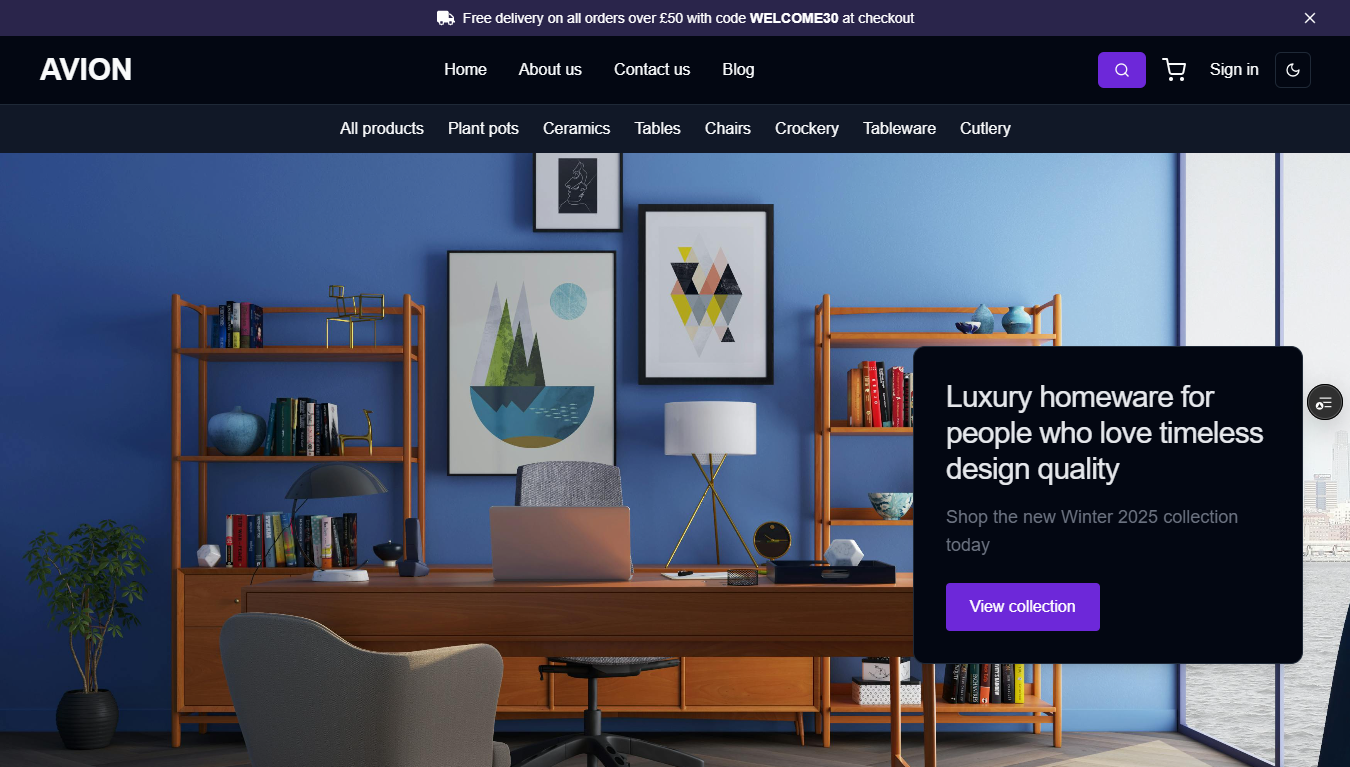 Free delivery on all orders over £50 with code WELCOME30 at checkout
AVION
Home About us Contact us Blog
Sign in
All products Plant pots Ceramics Tables Chairs Crockery Tableware Cutlery
Luxury homeware for
people who love timeless
design quality
Shop the new Winter 2025 collection
today
View collection